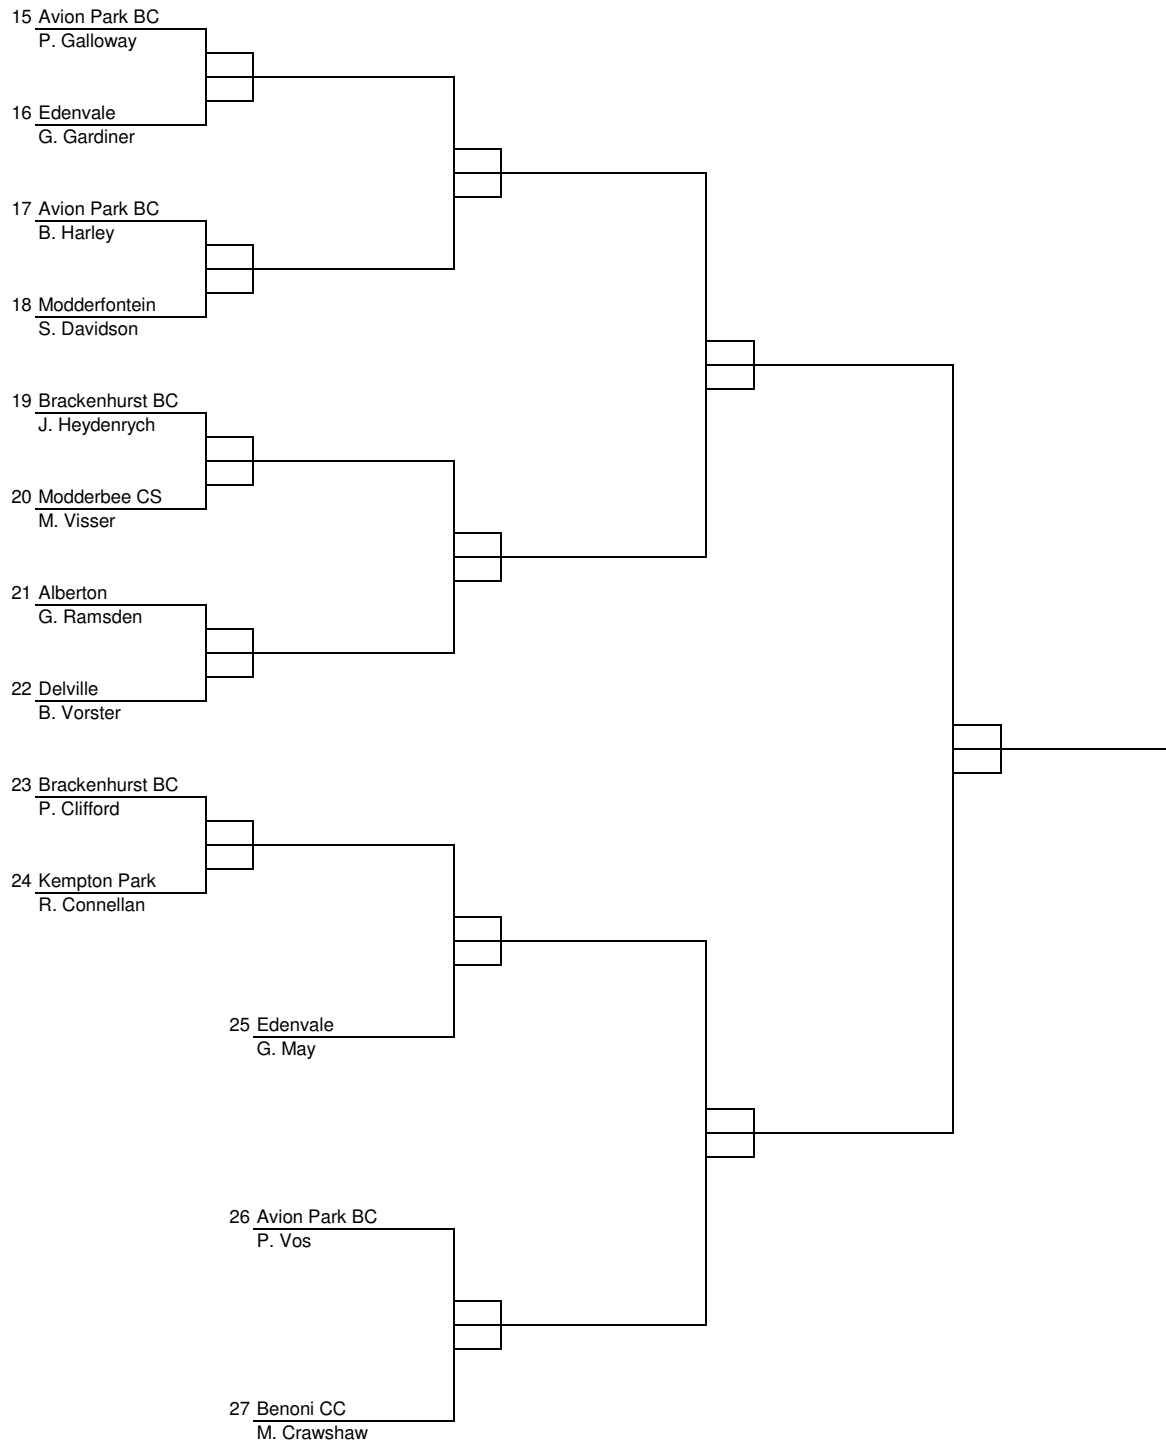 15 Avion Park BC
P. Galloway
16 Edenvale
G. Gardiner
17 Avion Park BC
B. Harley
18 Modderfontein
S. Davidson
19 Brackenhurst BC
J. Heydenrych
20 Modderbee CS
M. Visser
21 Alberton
G. Ramsden
22 Delville
B. Vorster
23 Brackenhurst BC
P. Clifford
24 Kempton Park
R. Connellan
25 Edenvale
G. May
26 Avion Park BC
P. Vos
27 Benoni CC
M. Crawshaw